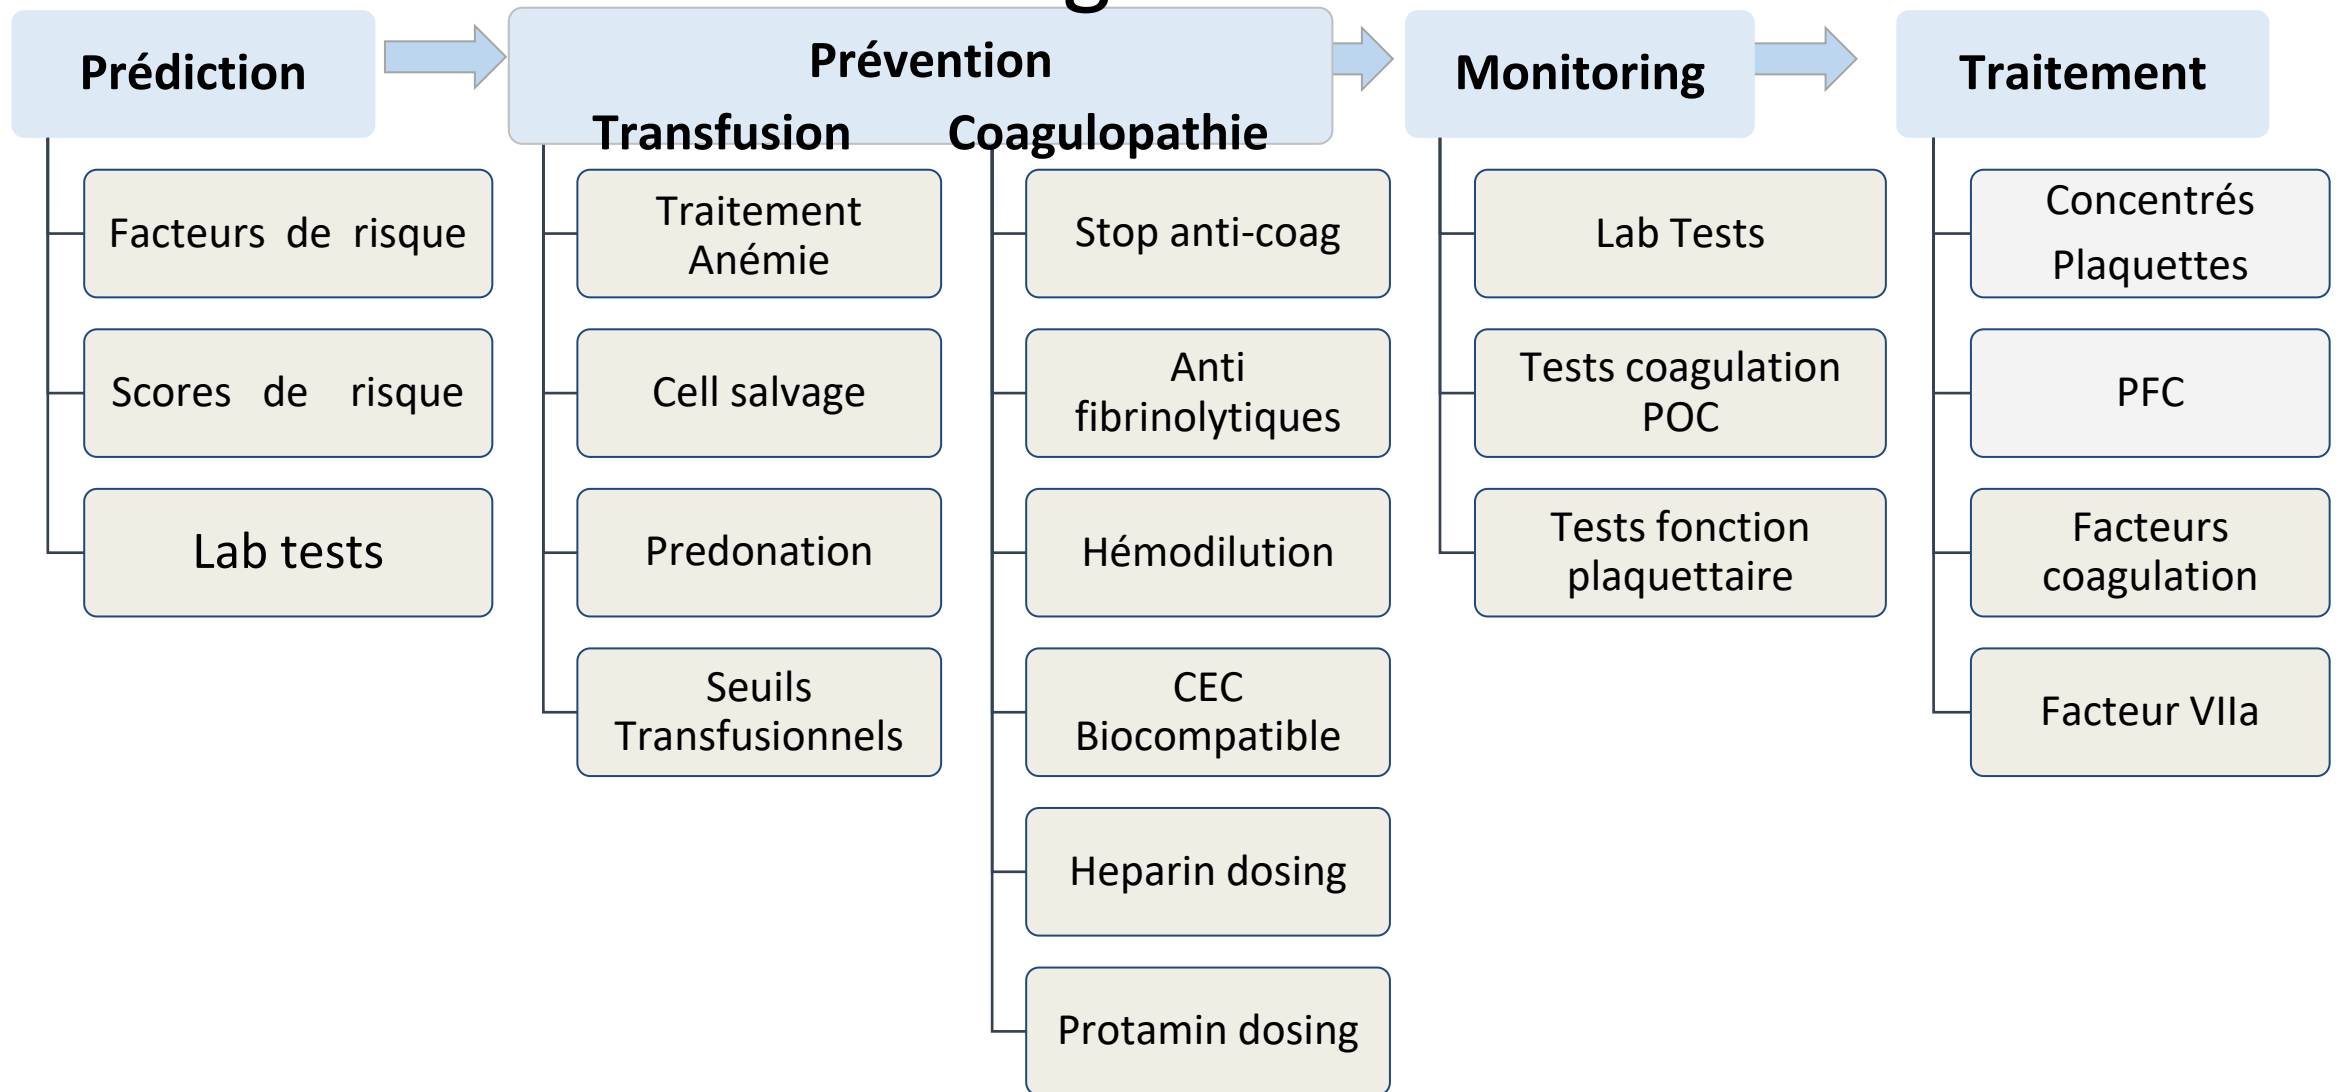 Prédiction
Prévention
Transfusion Coagulopathie
Monitoring
Traitement
Facteurs de risque
Scores de risque
Lab tests
Traitement
Anémie
Cell salvage
Predonation
Seuils
Transfusionnels
Stop anti-coag
Anti
fibrinolytiques
Hémodilution
CEC
Biocompatible
Heparin dosing
Protamin dosing
Lab Tests
Tests coagulation
POC
Tests fonction
plaquettaire
Concentrés
Plaquettes
PFC
Facteurs
coagulation
Facteur VIIa